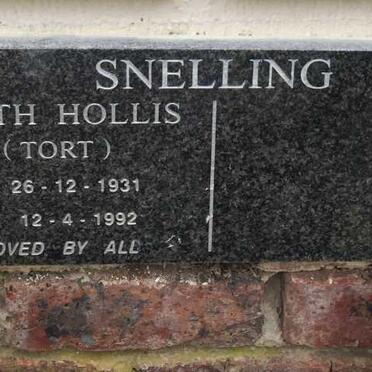 SNELLING
TH HOLLIS
( TORT )
26 - 12 - 1931
12 - 4 - 1992
OVED BY ALL